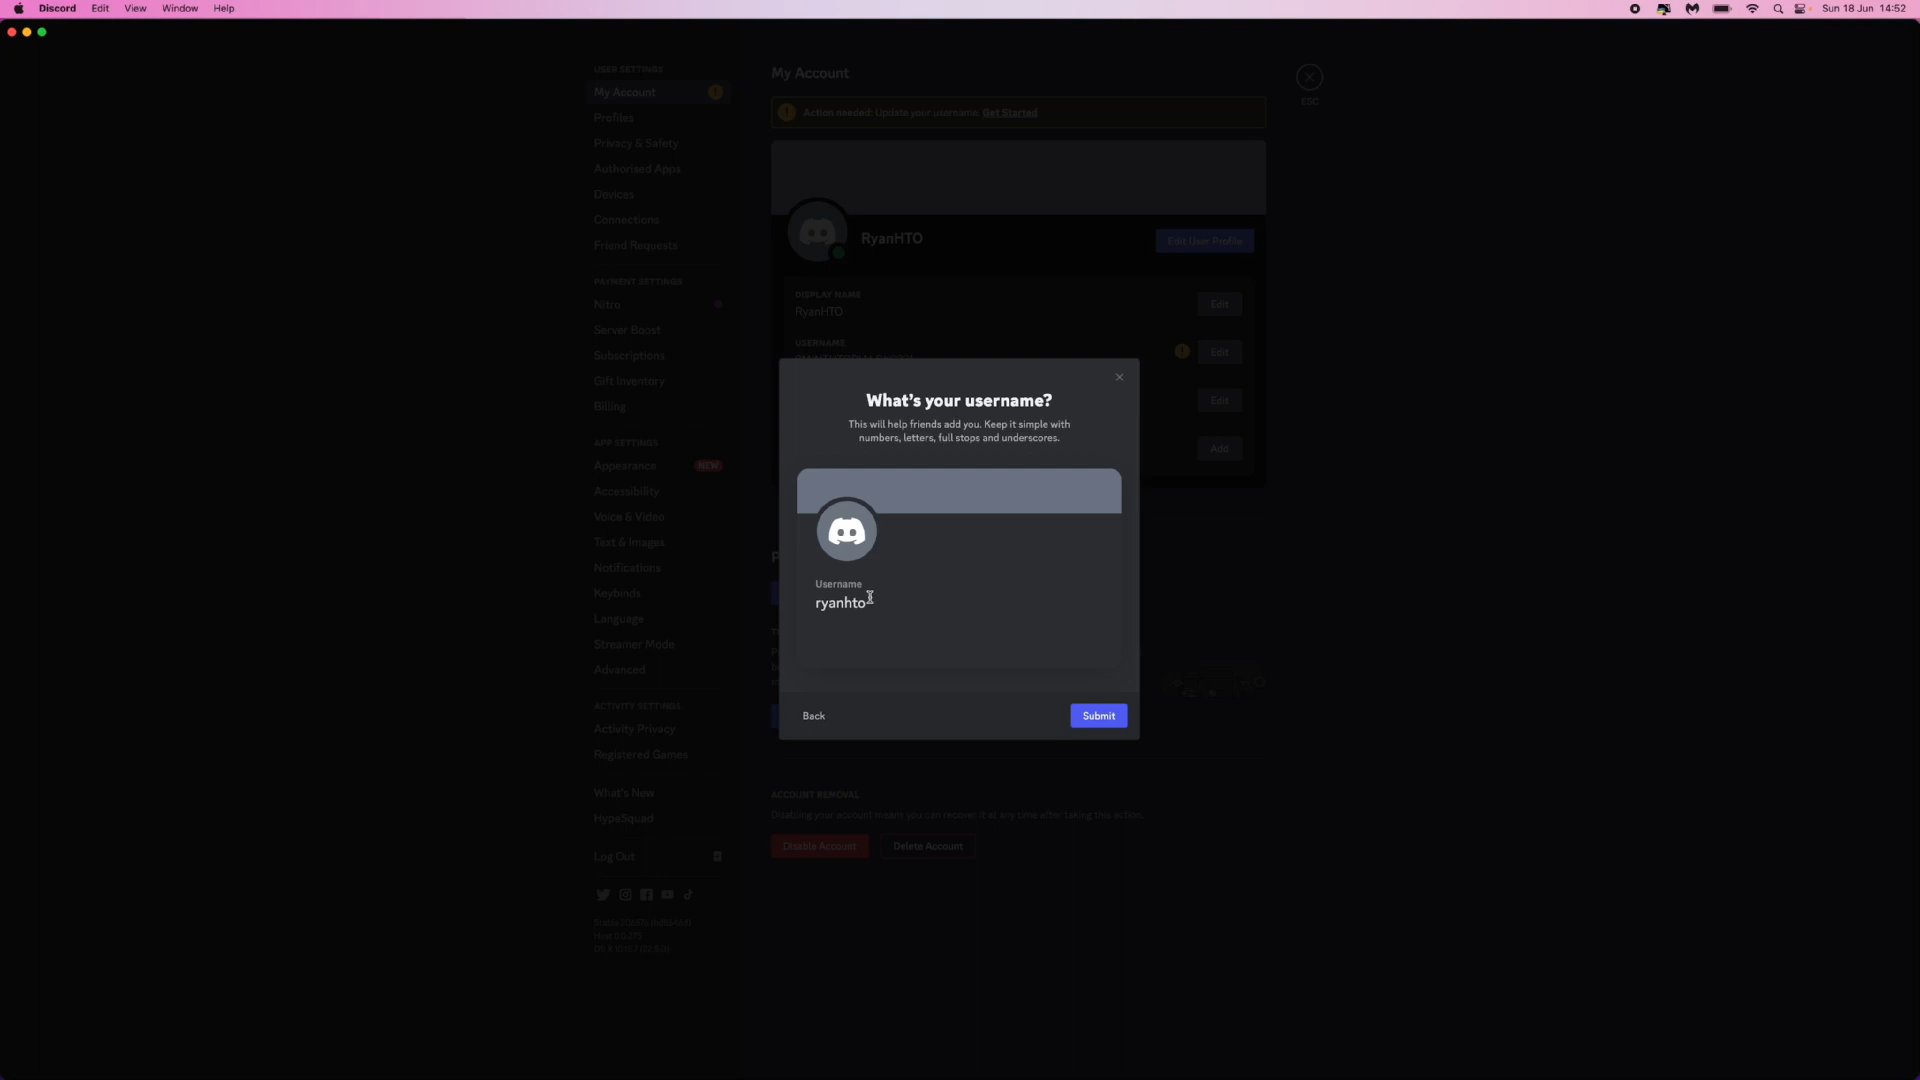 Discord Edit View Window Help Sun 18 Jun 14:52
USER SETTINGS
My Account
Profiles
Privacy & Safety
Authorised Apps
Devices
Connections
Friend Requests
PAYMENT SETTINGS
Nitro
Server Boost
Subscriptions
Gift Inventory
Billing
APP SETTINGS
Appearance NEW
Accessibility
Voice & Video
Text & Images
Notifications
Keybinds
Language
Streamer Mode
Advanced
ACTIVITY SETTINGS
Activity Privacy
Registered Games
What's New
HypeSquad
Log Out
My Account
ESC
Action needed: Update your username. Get Started
RyanHTO
Edit User Profile
DISPLAY NAME
RyanHTO
Edit
USERNAME
Edit
Edit
Add
What's your username?
This will help friends add you. Keep it simple with
numbers, letters, full stops and underscores.
Username
ryanhto
Back
Submit
ACCOUNT REMOVAL
Disabling your account means you can recover it at any time after taking this action.
Disable Account
Delete Account